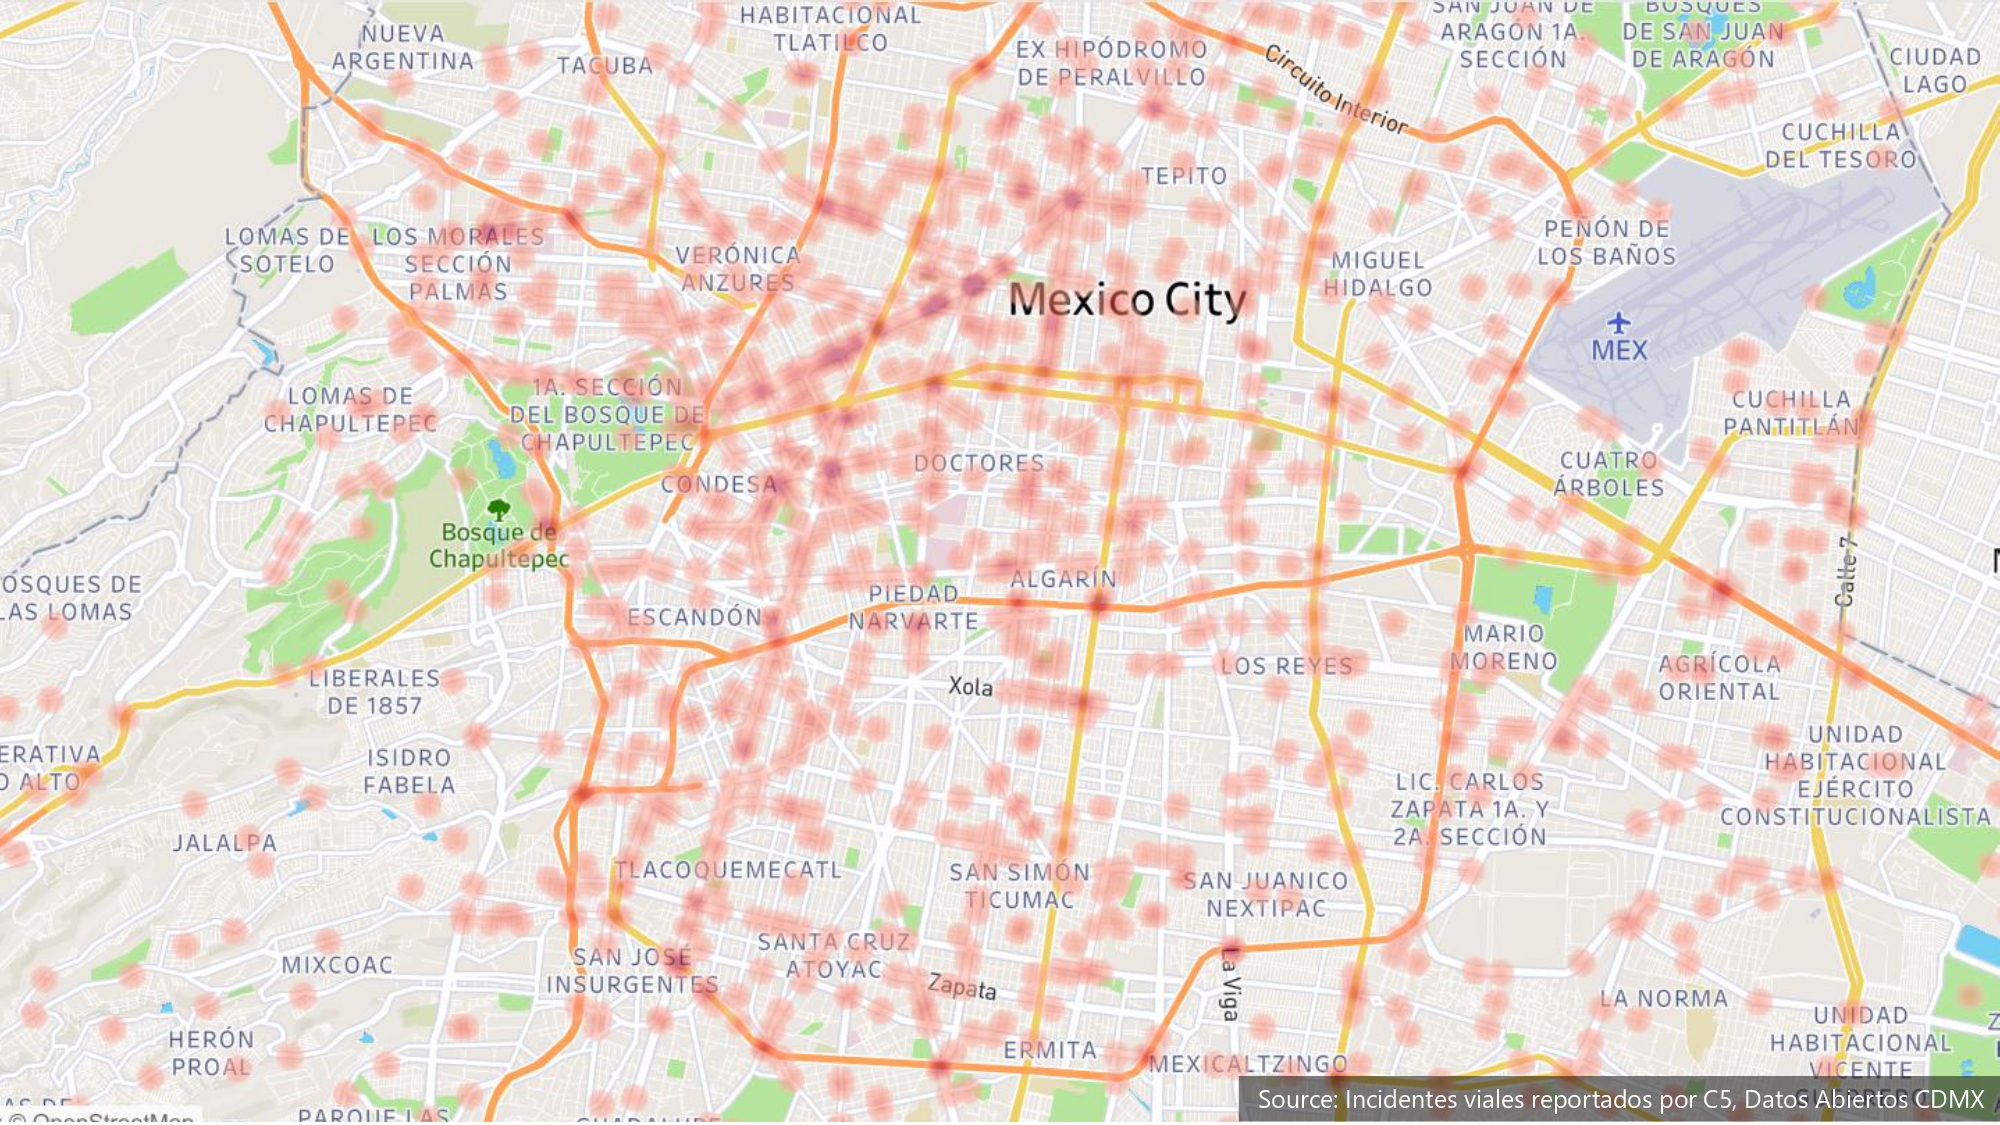 NUEVA
ARGENTINA
TACUBA
HABITACIONAL
TLATILCO
EX HIPÓDROMO
DE PERALVILLO
Circuito Interior
SAN JUAN DE
ARAGÓN 1A.
SECCIÓN
BOSQUES
DE SAN JUAN
DE ARAGÓN
CIUDAD
LAGO
CUCHILLA
DEL TESORO
TEPITO
LOMAS DE
SOTELO
LOS MORALES
SECCIÓN
PALMAS
VERÓNICA
ANZURES
Mexico City
MIGUEL
HIDALGO
PEÑÓN DE
LOS BAÑOS
MEX
LOMAS DE
CHAPULTEPEC
1A. SECCIÓN
DEL BOSQUE DE
CHAPULTEPEC
CUCHILLA
PANTITLÁN
CONDESA
DOCTORES
CUATRO
ÁRBOLES
Bosque de
Chapultepec
Calle 7
OSQUES DE
LAS LOMAS
ESCANDÓN
PIEDAD
NARVARTE
ALGARÍN
MARIO
MORENO
LOS REYES
AGRÍCOLA
ORIENTAL
LIBERALES
DE 1857
Xola
ERATIVA
O ALTO
ISIDRO
FABELA
LIC. CARLOS
ZAPATA 1A. Y
2A. SECCIÓN
UNIDAD
HABITACIONAL
EJÉRCITO
CONSTITUCIONALISTA
JALALPA
TLACOQUEMECATL
SAN SIMÓN
TICUMAC
SAN JUANICO
NEXTIPAC
MIXCOAC
SAN JOSÉ
INSURGENTES
SANTA CRUZ
ATOYAC
Zapata
La Viga
LA NORMA
HERÓN
PROAL
ERMITA
MEXICALTZINGO
UNIDAD
HABITACIONAL
VICENTE
GUERRERO
PARQUE LAS
GUADALUPE
© OpenStreetMap
Source: Incidentes viales reportados por C5, Datos Abiertos CDMX